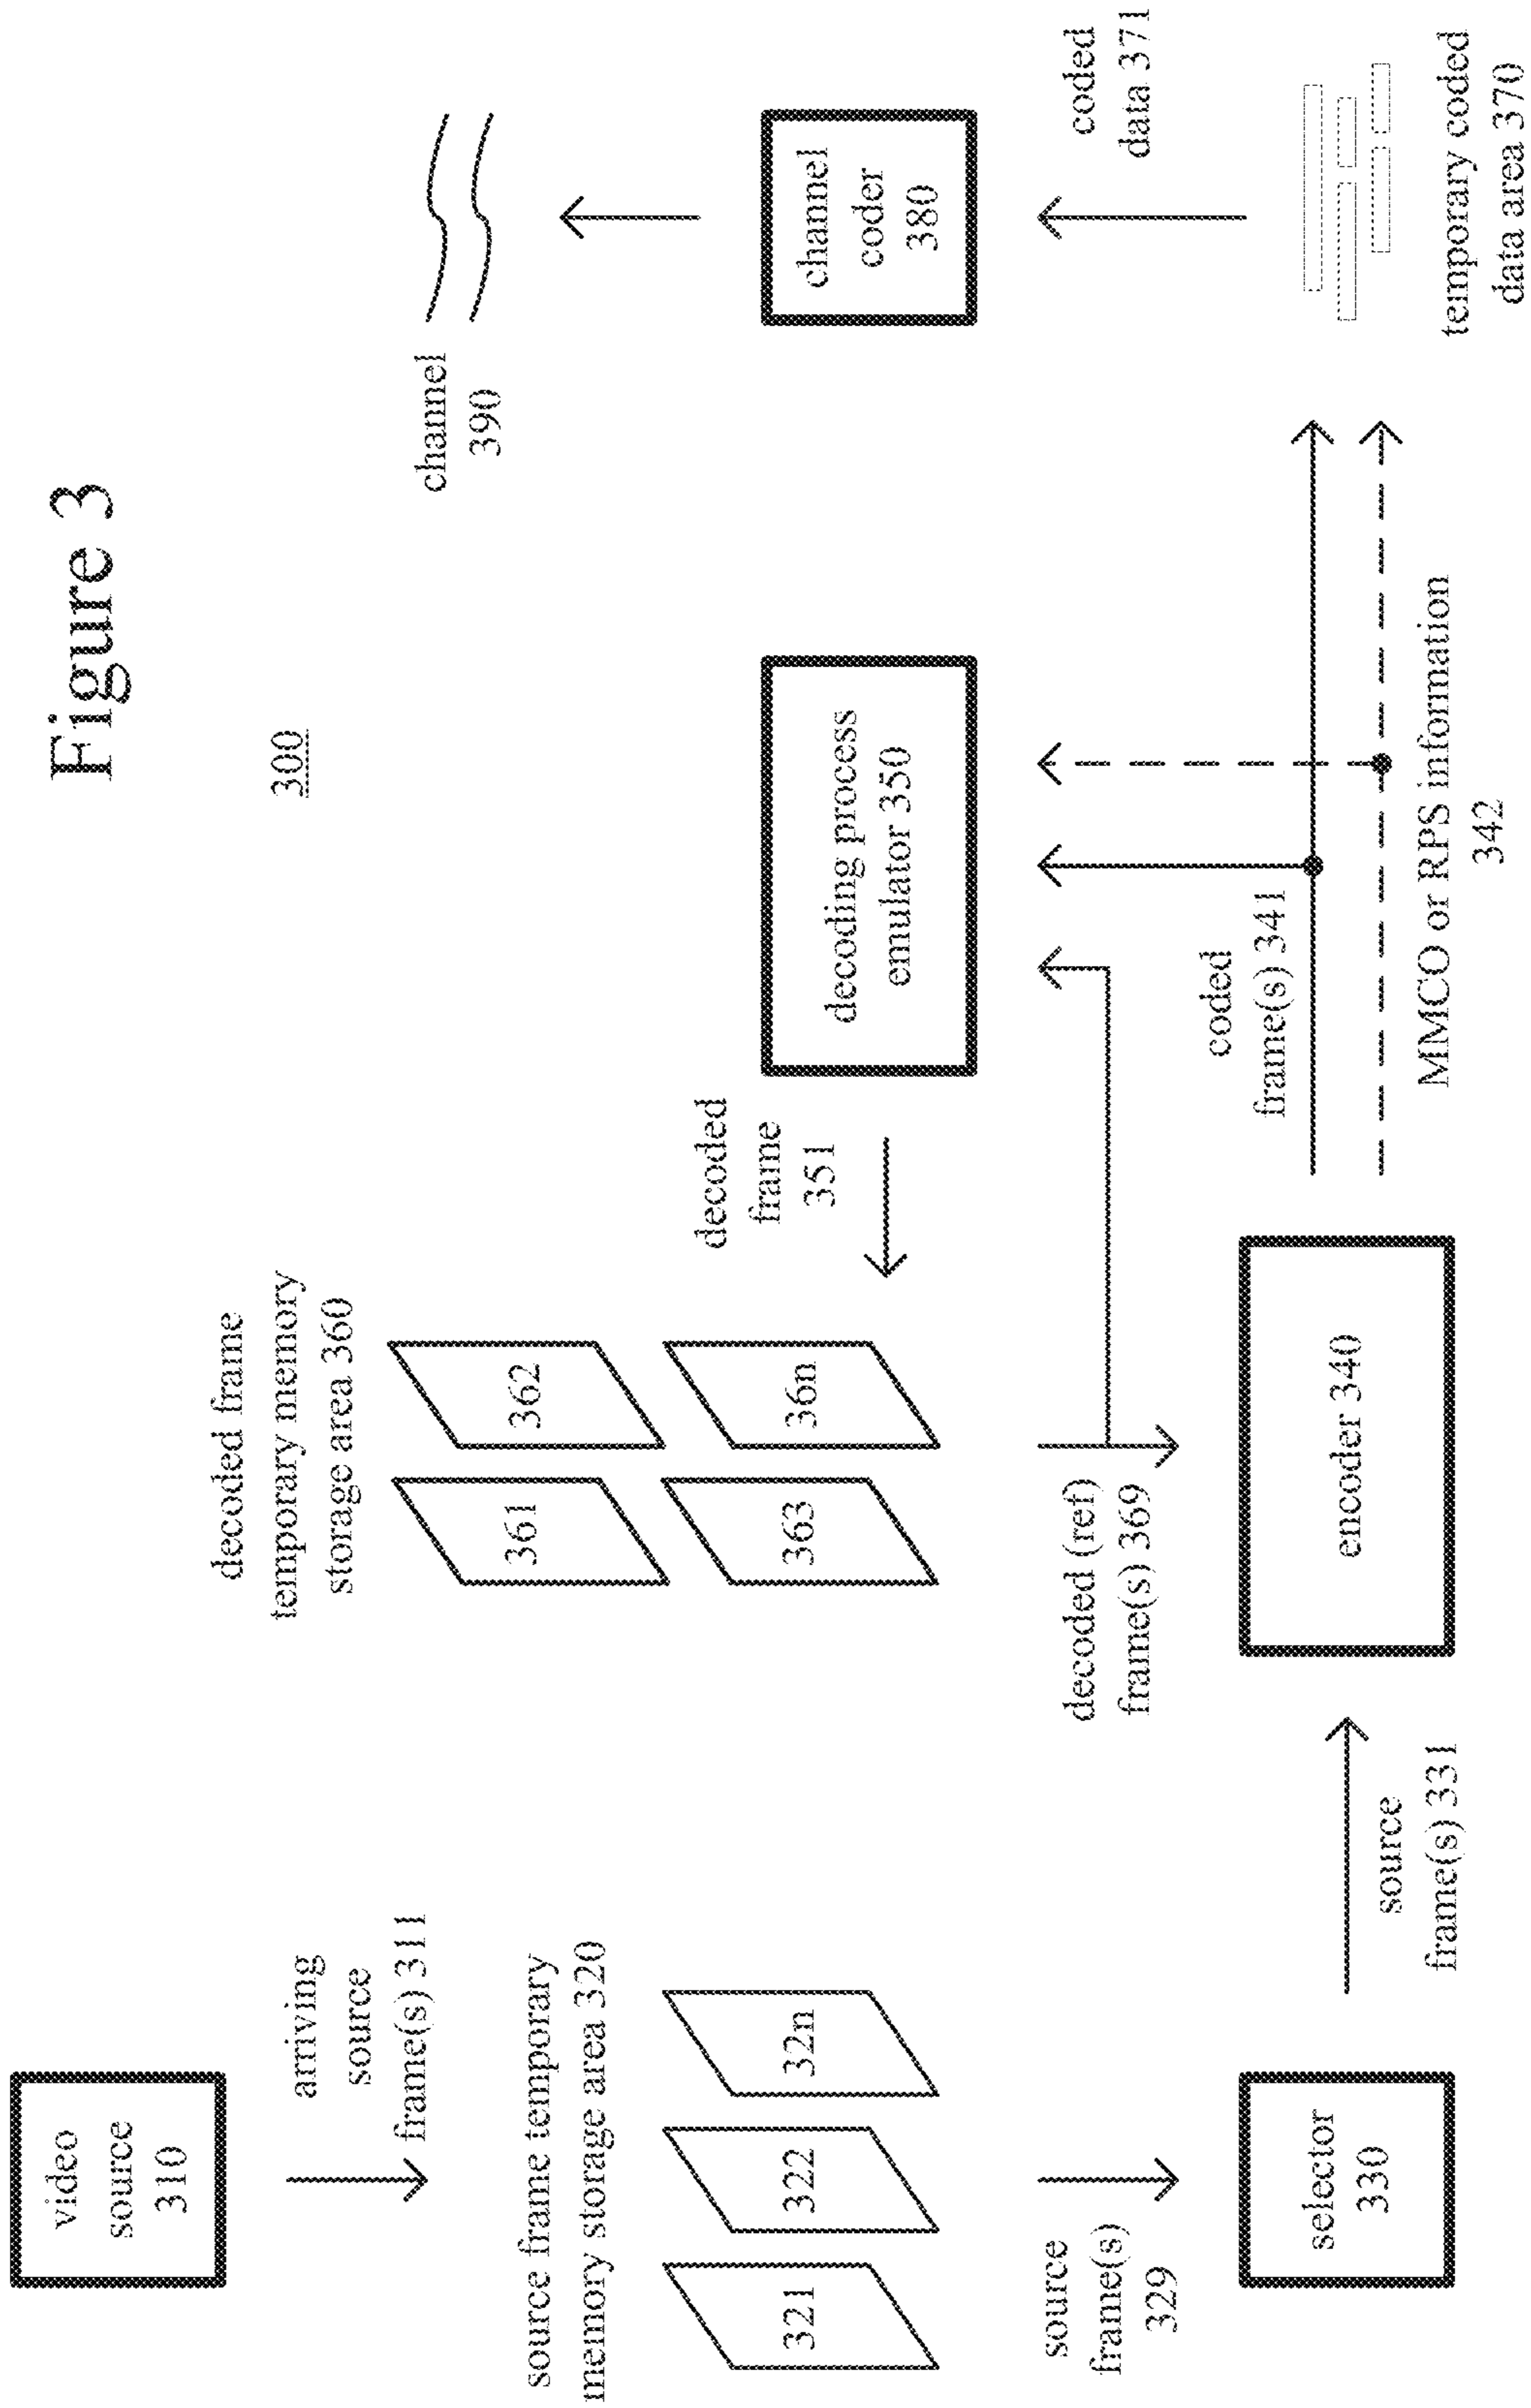 Figure 3
300
video
source
310
arriving
source
frame(s) 311
source frame temporary
memory storage area 320
321
322
32n
source
frame(s)
329
selector
330
source
frame(s) 331
decoded frame
temporary memory
storage area 360
361
362
363
36n
decoded (ref)
frame(s) 369
encoder 340
decoded
frame
351
decoding process
emulator 350
coded
frame(s) 341
MMCO or RPS information
342
channel
390
channel
coder
380
coded
data 371
temporary coded
data area 370